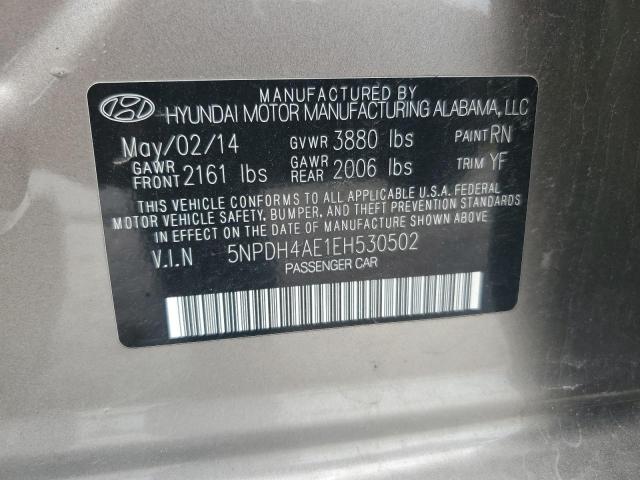 MANUFACTURED BY
HYUNDAI MOTOR MANUFACTURING ALABAMA, LLC
May/02/14 GVWR 3880 lbs PAINT RN
GAWR FRONT 2161 lbs GAWR REAR 2006 lbs TRIM YF
THIS VEHICLE CONFORMS TO ALL APPLICABLE U.S.A. FEDERAL
MOTOR VEHICLE SAFETY, BUMPER, AND THEFT PREVENTION STANDARDS
IN EFFECT ON THE DATE OF MANUFACTURE SHOWN ABOVE.
V.I.N 5NPDH4AE1EH530502
PASSENGER CAR